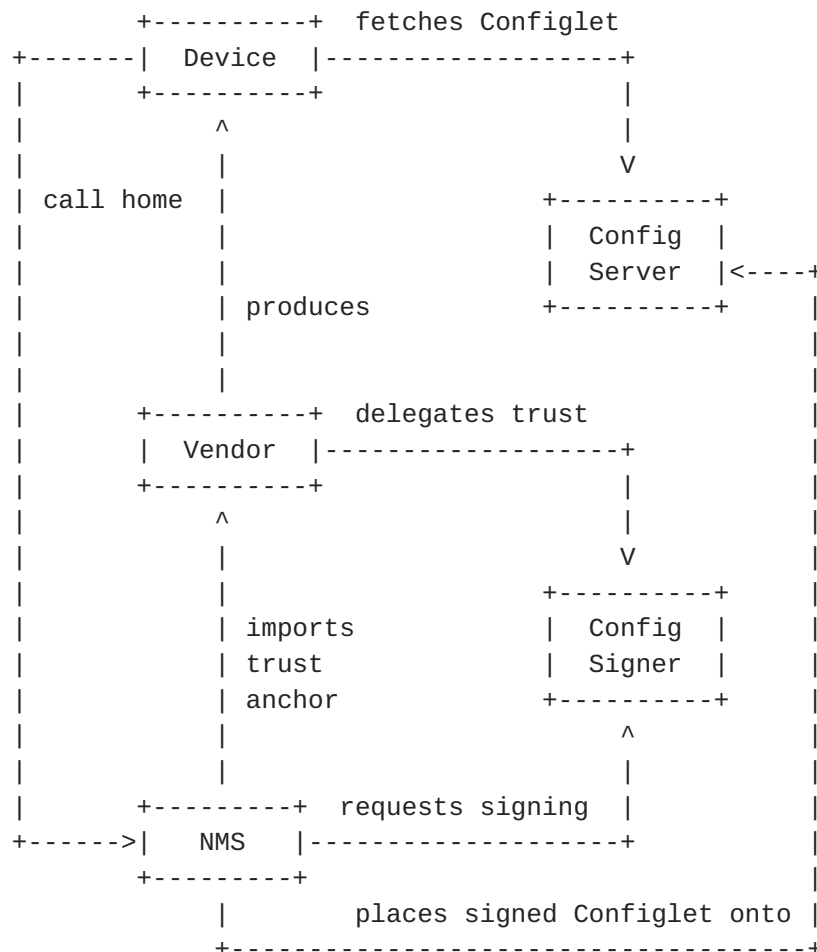 fetches Configlet
Device
call home
Config
Server
produces
delegates trust
Vendor
imports
trust
anchor
Config
Signer
requests signing
NMS
places signed Configlet onto